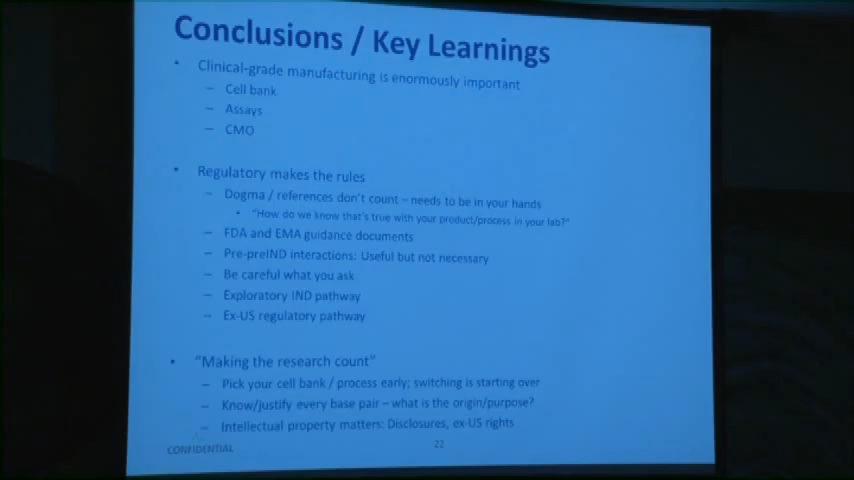 Conclusions / Key Learnings
• Clinical-grade manufacturing is enormously important
– Cell bank
– Assays
– CMO
• Regulatory makes the rules
– Dogma / references don't count – needs to be in your hands
• "How do we know that's true with your product/process in your lab?"
– FDA and EMA guidance documents
– Pre-preIND interactions: Useful but not necessary
– Be careful what you ask
– Exploratory IND pathway
– Ex-US regulatory pathway
• "Making the research count"
– Pick your cell bank / process early; switching is starting over
– Know/justify every base pair – what is the origin/purpose?
– Intellectual property matters: Disclosures, ex-US rights
CONFIDENTIAL
22